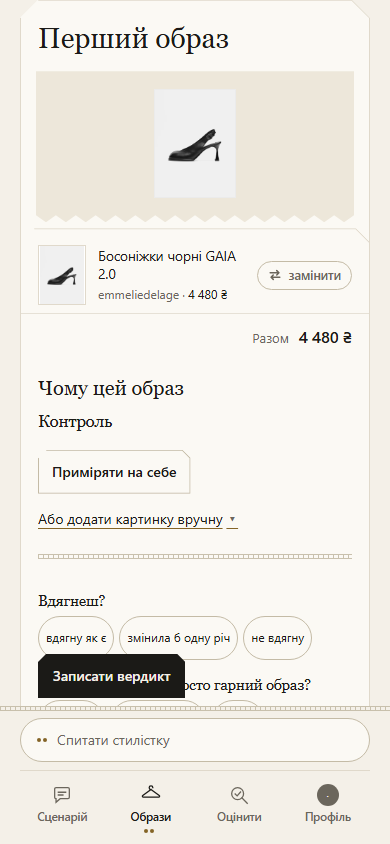 Перший образ
Босоніжки чорні GAIA
2.0
emmeliedelage · 4 480 ₴
замінити
Разом 4 480 ₴
Чому цей образ
Контроль
Приміряти на себе
Або додати картинку вручну
Вдягнеш?
вдягну як є
змінила б одну річ
не вдягну
Записати вердикт
осто гарний образ?
Спитати стилістку
Сценарій
Образи
Оцінити
Профіль